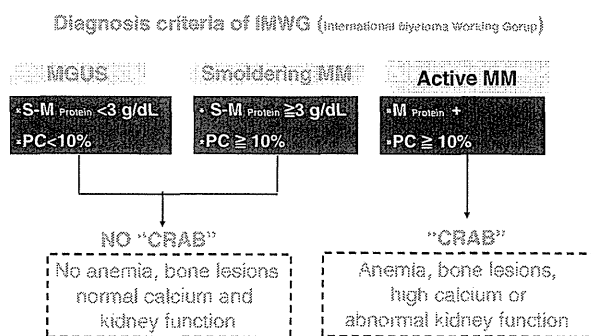 Diagnosis criteria of IMWG (International Myeloma Working Gorup)
MGUS
Smoldering MM
Active MM
▪S-M Protein <3 g/dL
▪PC<10%
▪S-M Protein ≧3 g/dL
▪PC ≧ 10%
▪M Protein +
▪PC ≧ 10%
NO “CRAB”
“CRAB”
No anemia, bone lesions
normal calcium and
kidney function
Anemia, bone lesions,
high calcium or
abnormal kidney function